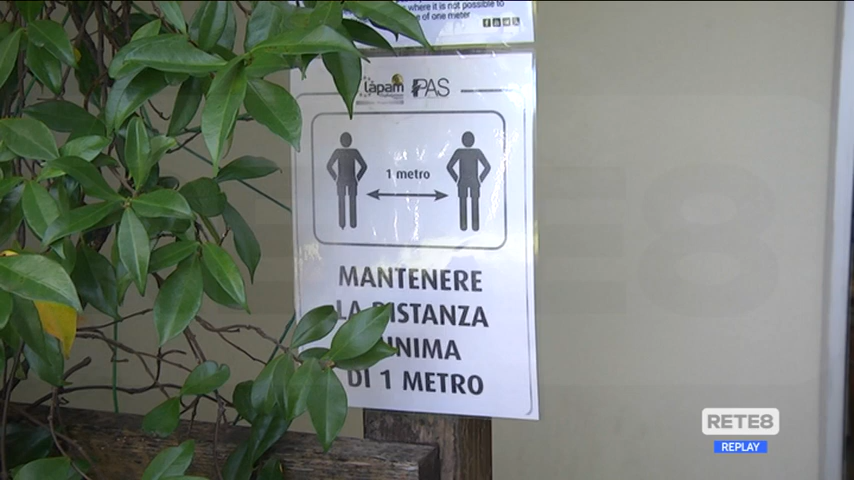 where it is not possible to
of one meter
lapam PAS
1 metro
MANTENERE
LA DISTANZA
DI 1 METRO
RETE8
REPLAY